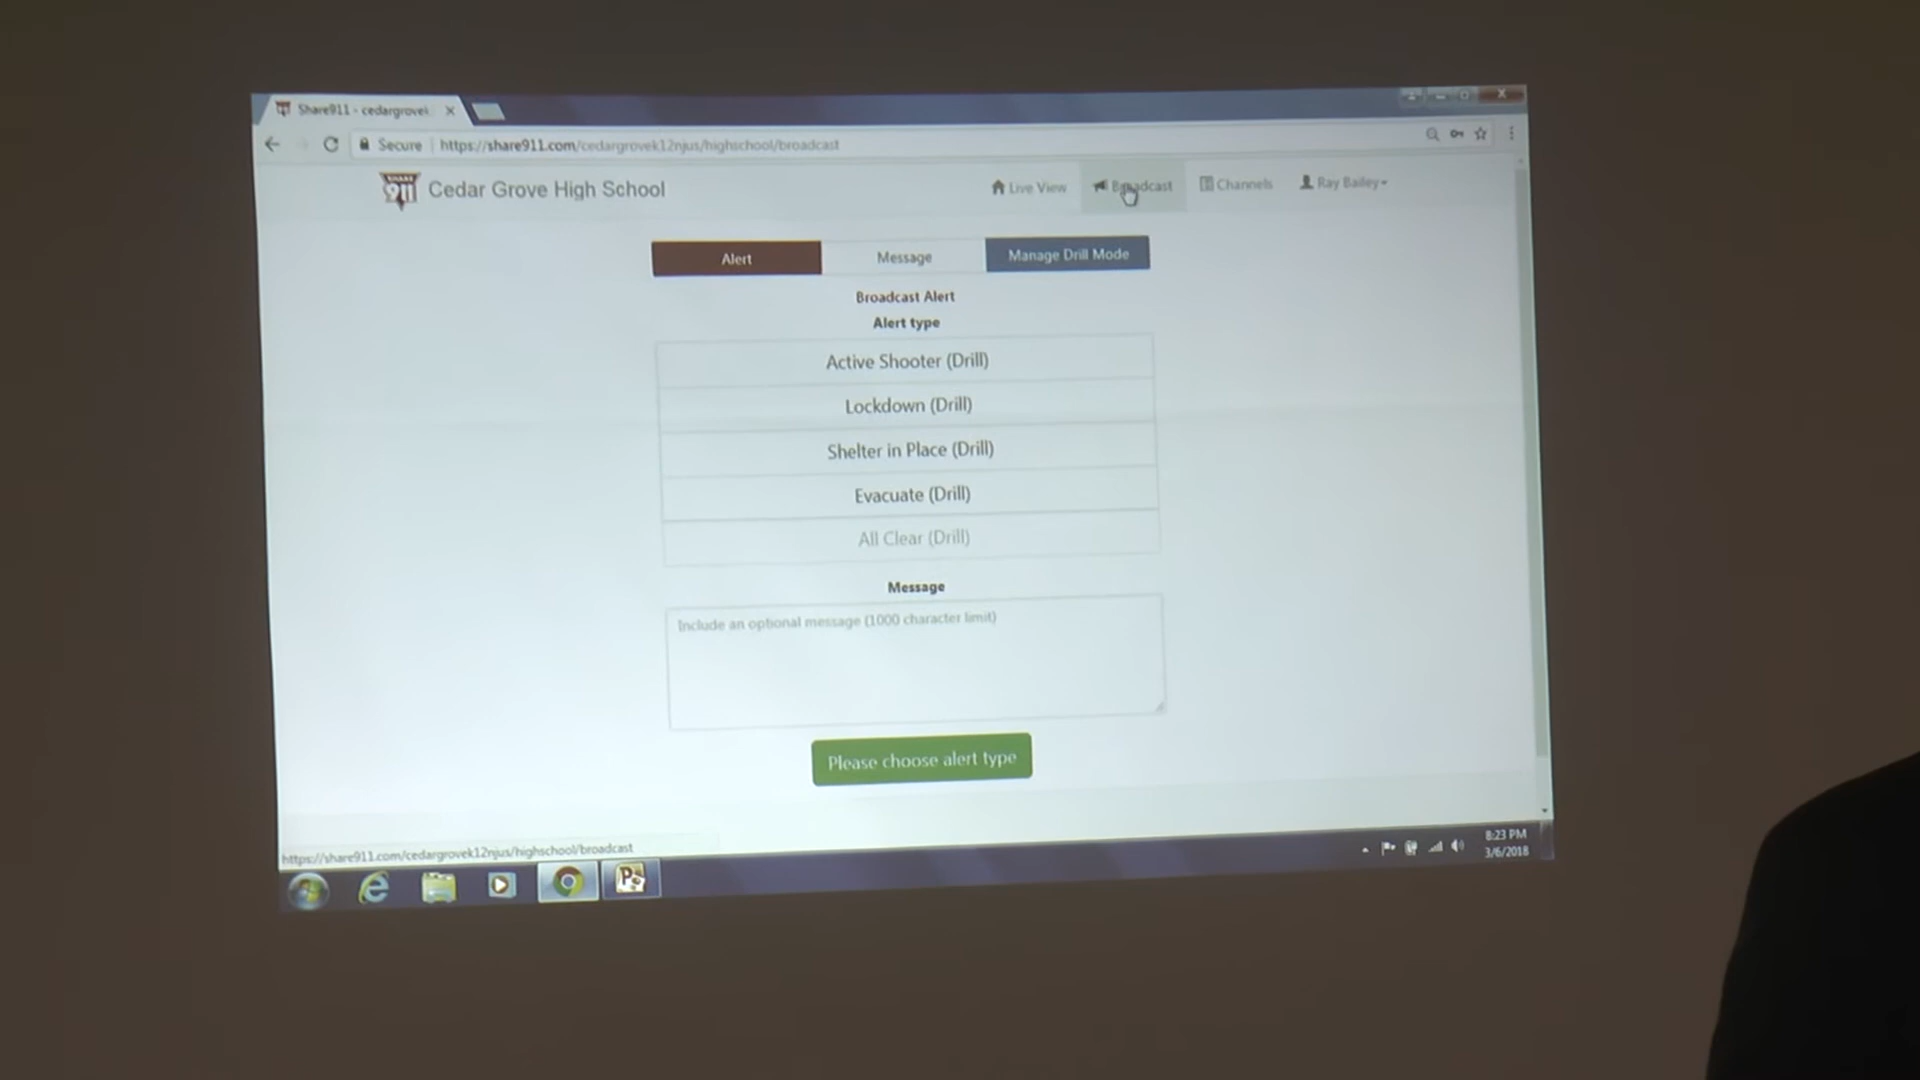 Share911 - cedargrovek
Secure https://share911.com/cedargrovek12njus/highschool/broadcast
SHARE 911 Cedar Grove High School Live View Broadcast Channels Ray Bailey
Alert Message Manage Drill Mode
Broadcast Alert
Alert type
Active Shooter (Drill)
Lockdown (Drill)
Shelter in Place (Drill)
Evacuate (Drill)
All Clear (Drill)
Message
Include an optional message (1000 character limit)
Please choose alert type
https://share911.com/cedargrovek12njus/highschool/broadcast
8:23 PM
3/6/2018